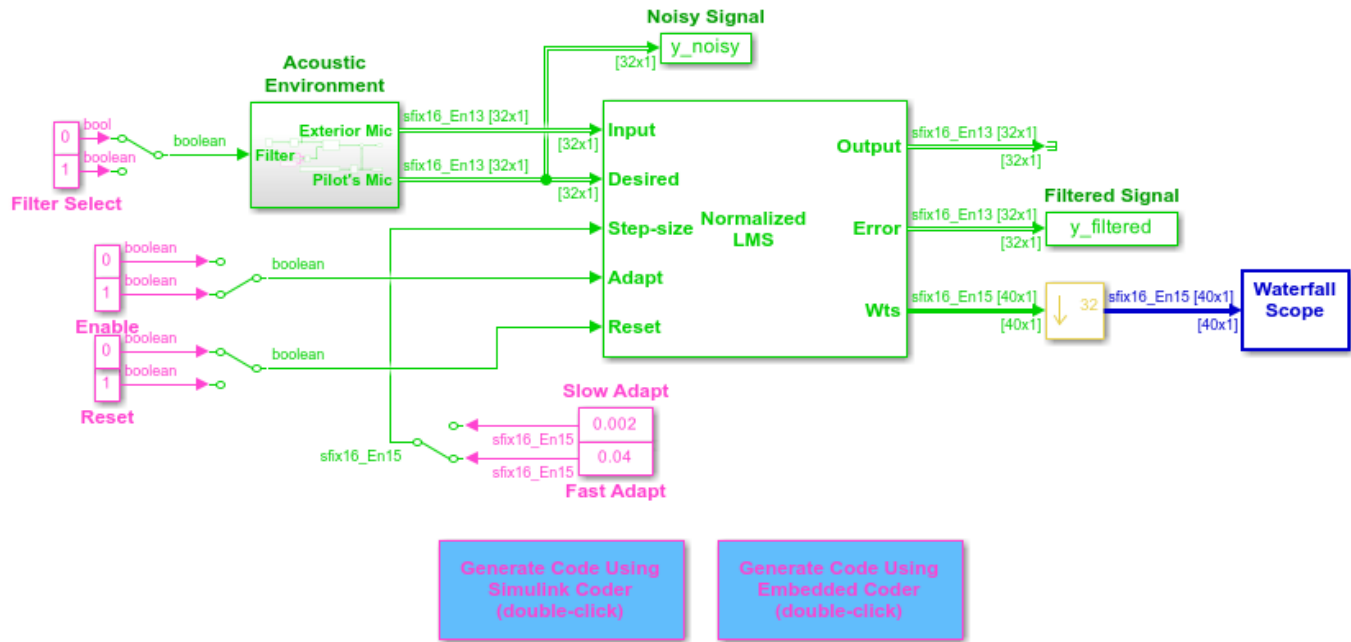 Noisy Signal
y_noisy
[32x1]
Acoustic
Environment
Exterior Mic
Filter
Pilot's Mic
sfix16_En13 [32x1]
[32x1]
sfix16_En13 [32x1]
[32x1]
0
bool
1
boolean
boolean
Filter Select
Input
Desired
Step-size
Adapt
Reset
Normalized
LMS
Output
Error
Wts
sfix16_En13 [32x1]
[32x1]
Filtered Signal
sfix16_En13 [32x1]
[32x1]
y_filtered
sfix16_En15 [40x1]
[40x1]
32
sfix16_En15 [40x1]
[40x1]
Waterfall
Scope
0
boolean
1
boolean
boolean
Enable
0
boolean
1
boolean
boolean
Reset
Slow Adapt
0.002
sfix16_En15
0.04
sfix16_En15
sfix16_En15
Fast Adapt
Generate Code Using
Simulink Coder
(double-click)
Generate Code Using
Embedded Coder
(double-click)